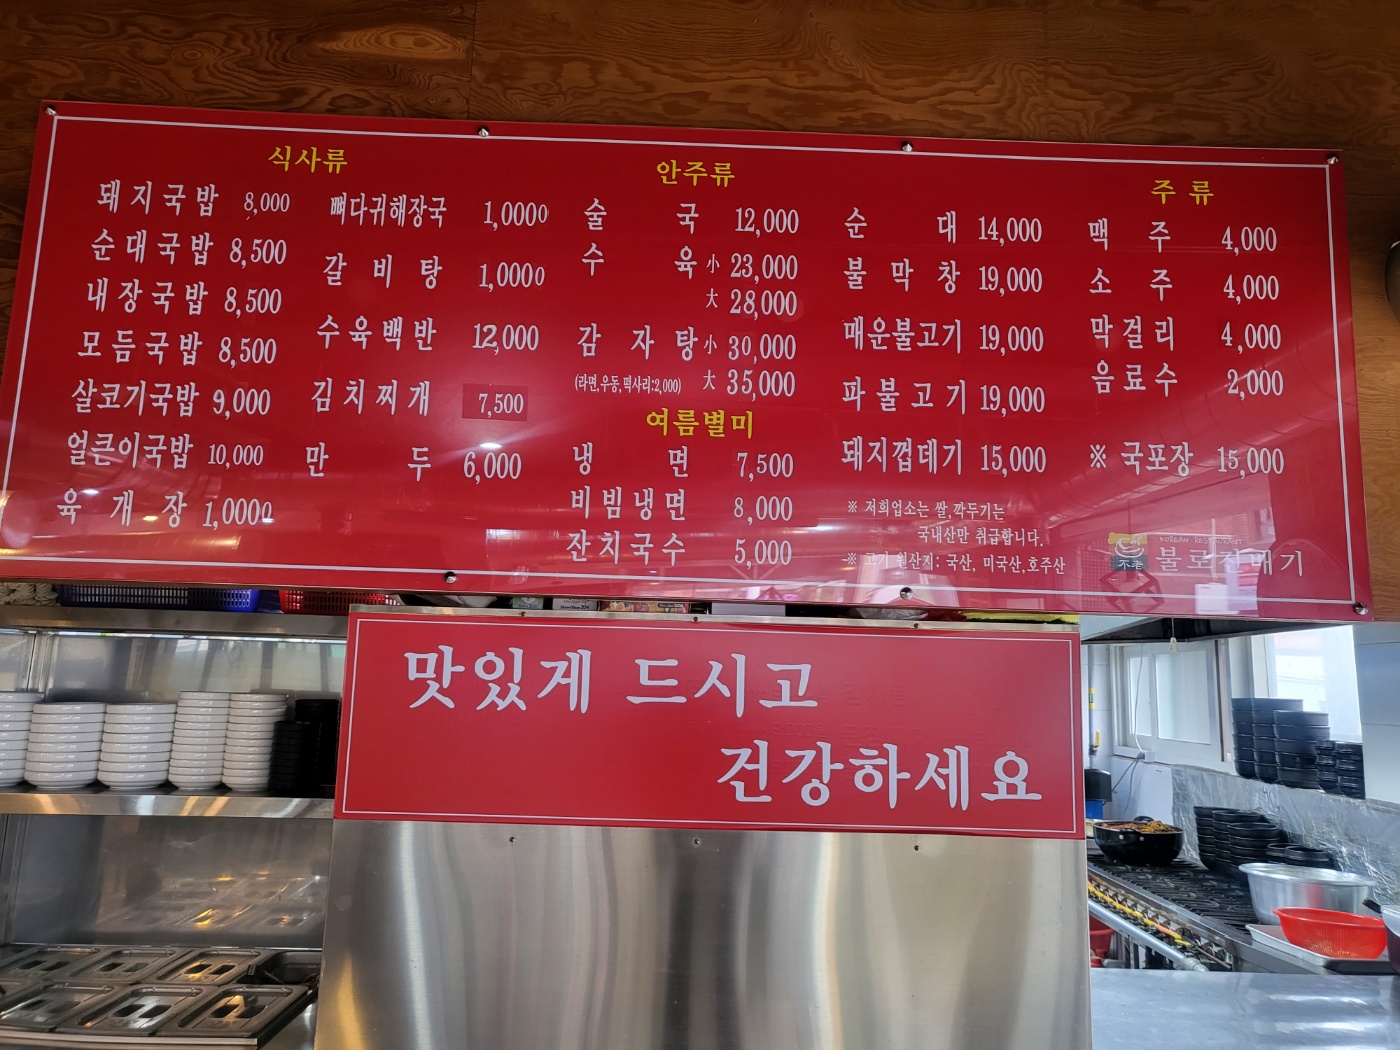 식사류
돼지국밥 8,000
순대국밥 8,500
내장국밥 8,500
모듬국밥 8,500
살코기국밥 9,000
얼큰이국밥 10,000
육개장 1,0000
뼈다귀해장국 1,0000
갈비탕 1,0000
수육백반 12,000
김치찌개 7,500
만두 6,000
안주류
술국 12,000
수육 小 23,000
大 28,000
감자탕 小 30,000
(라면,우동,떡사리:2,000) 大 35,000
여름별미
냉면 7,500
비빔냉면 8,000
잔치국수 5,000
순대 14,000
불막창 19,000
매운불고기 19,000
파불고기 19,000
돼지껍데기 15,000
※ 저희업소는 쌀,깍두기는
국내산만 취급합니다.
※ 고기 원산지: 국산, 미국산,호주산
주류
맥주 4,000
소주 4,000
막걸리 4,000
음료수 2,000
※ 국포장 15,000
KOREAN RESTAURANT
不老 불로천배기
맛있게 드시고
건강하세요